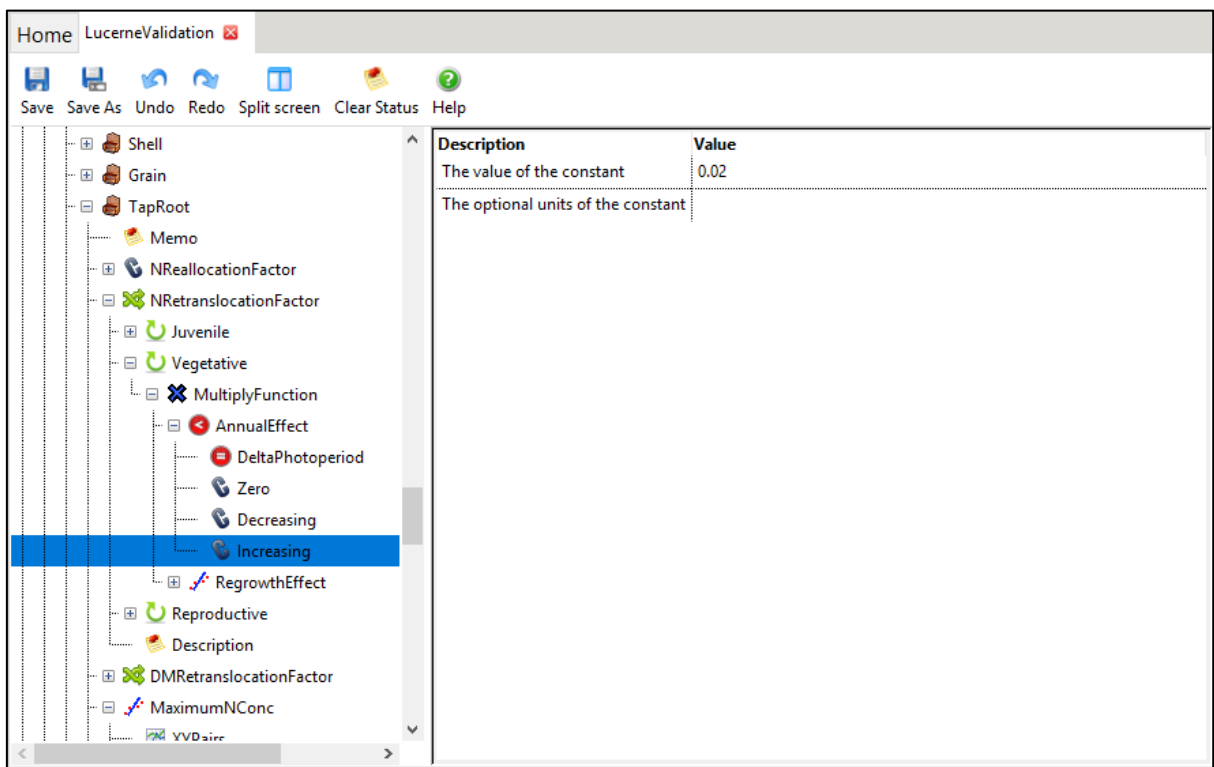 Home LucerneValidation
Save Save As Undo Redo Split screen Clear Status Help
Shell
Grain
TapRoot
Memo
NReallocationFactor
NRetranslocationFactor
Juvenile
Vegetative
MultiplyFunction
AnnualEffect
DeltaPhotoperiod
Zero
Decreasing
Increasing
RegrowthEffect
Reproductive
Description
DMRetranslocationFactor
MaximumNConc
XYPairs
Description Value
The value of the constant 0.02
The optional units of the constant